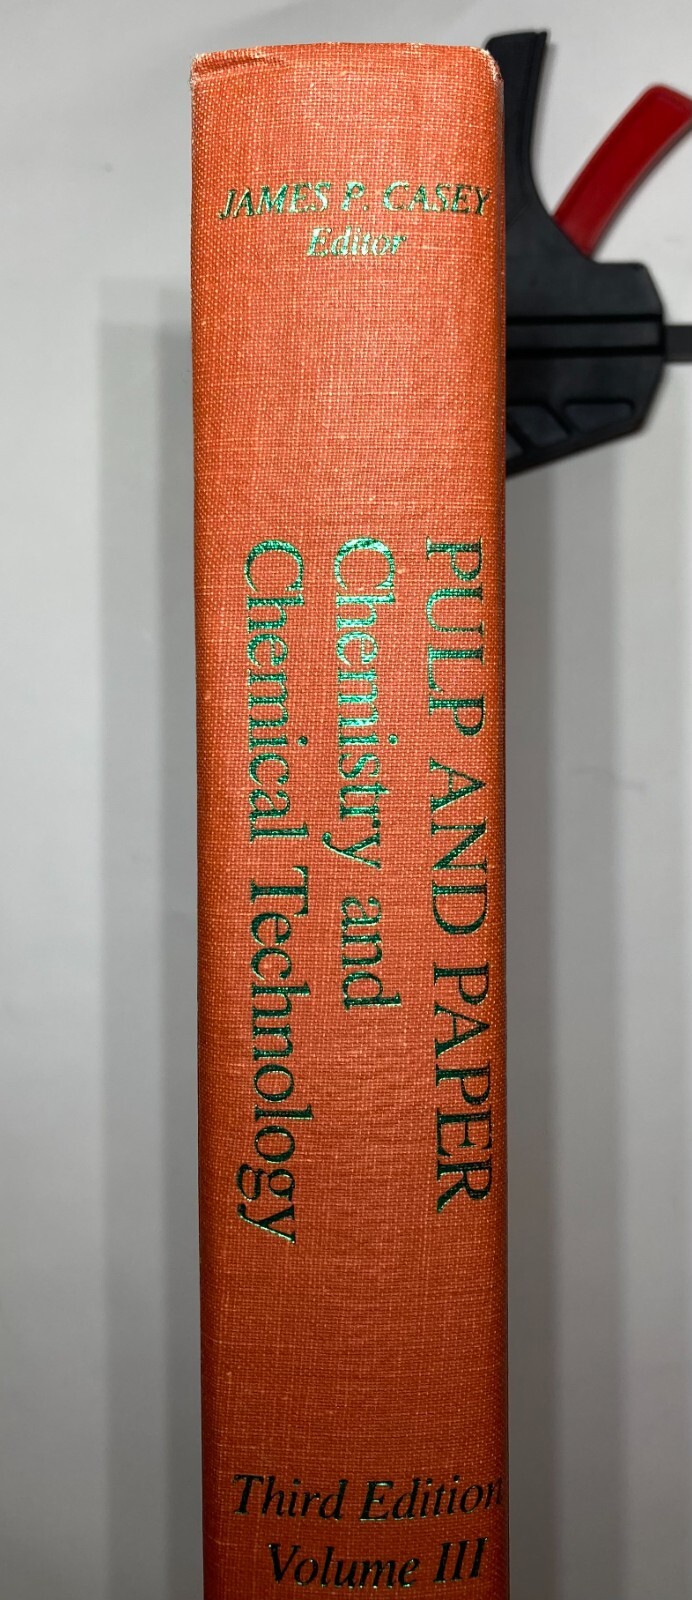 JAMES P. CASEY
Editor
PULP AND PAPER
Chemistry and
Chemical Technology
Third Edition
Volume III